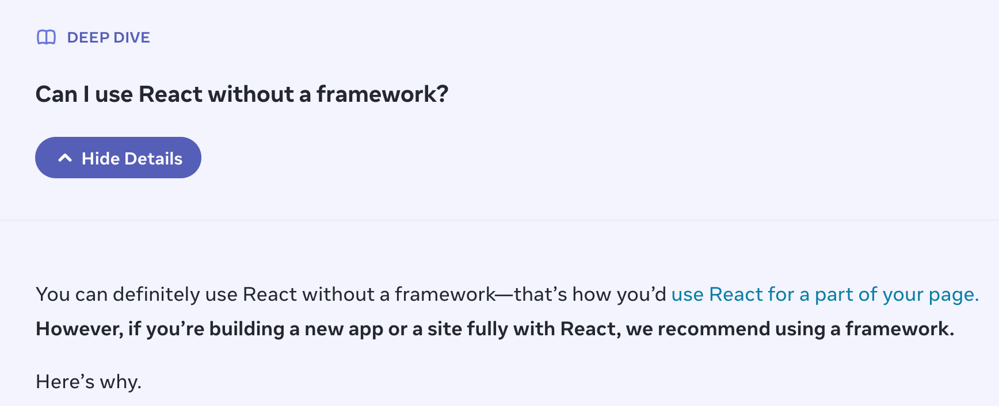 DEEP DIVE
Can I use React without a framework?
Hide Details
You can definitely use React without a framework—that’s how you’d use React for a part of your page.
However, if you’re building a new app or a site fully with React, we recommend using a framework.
Here’s why.